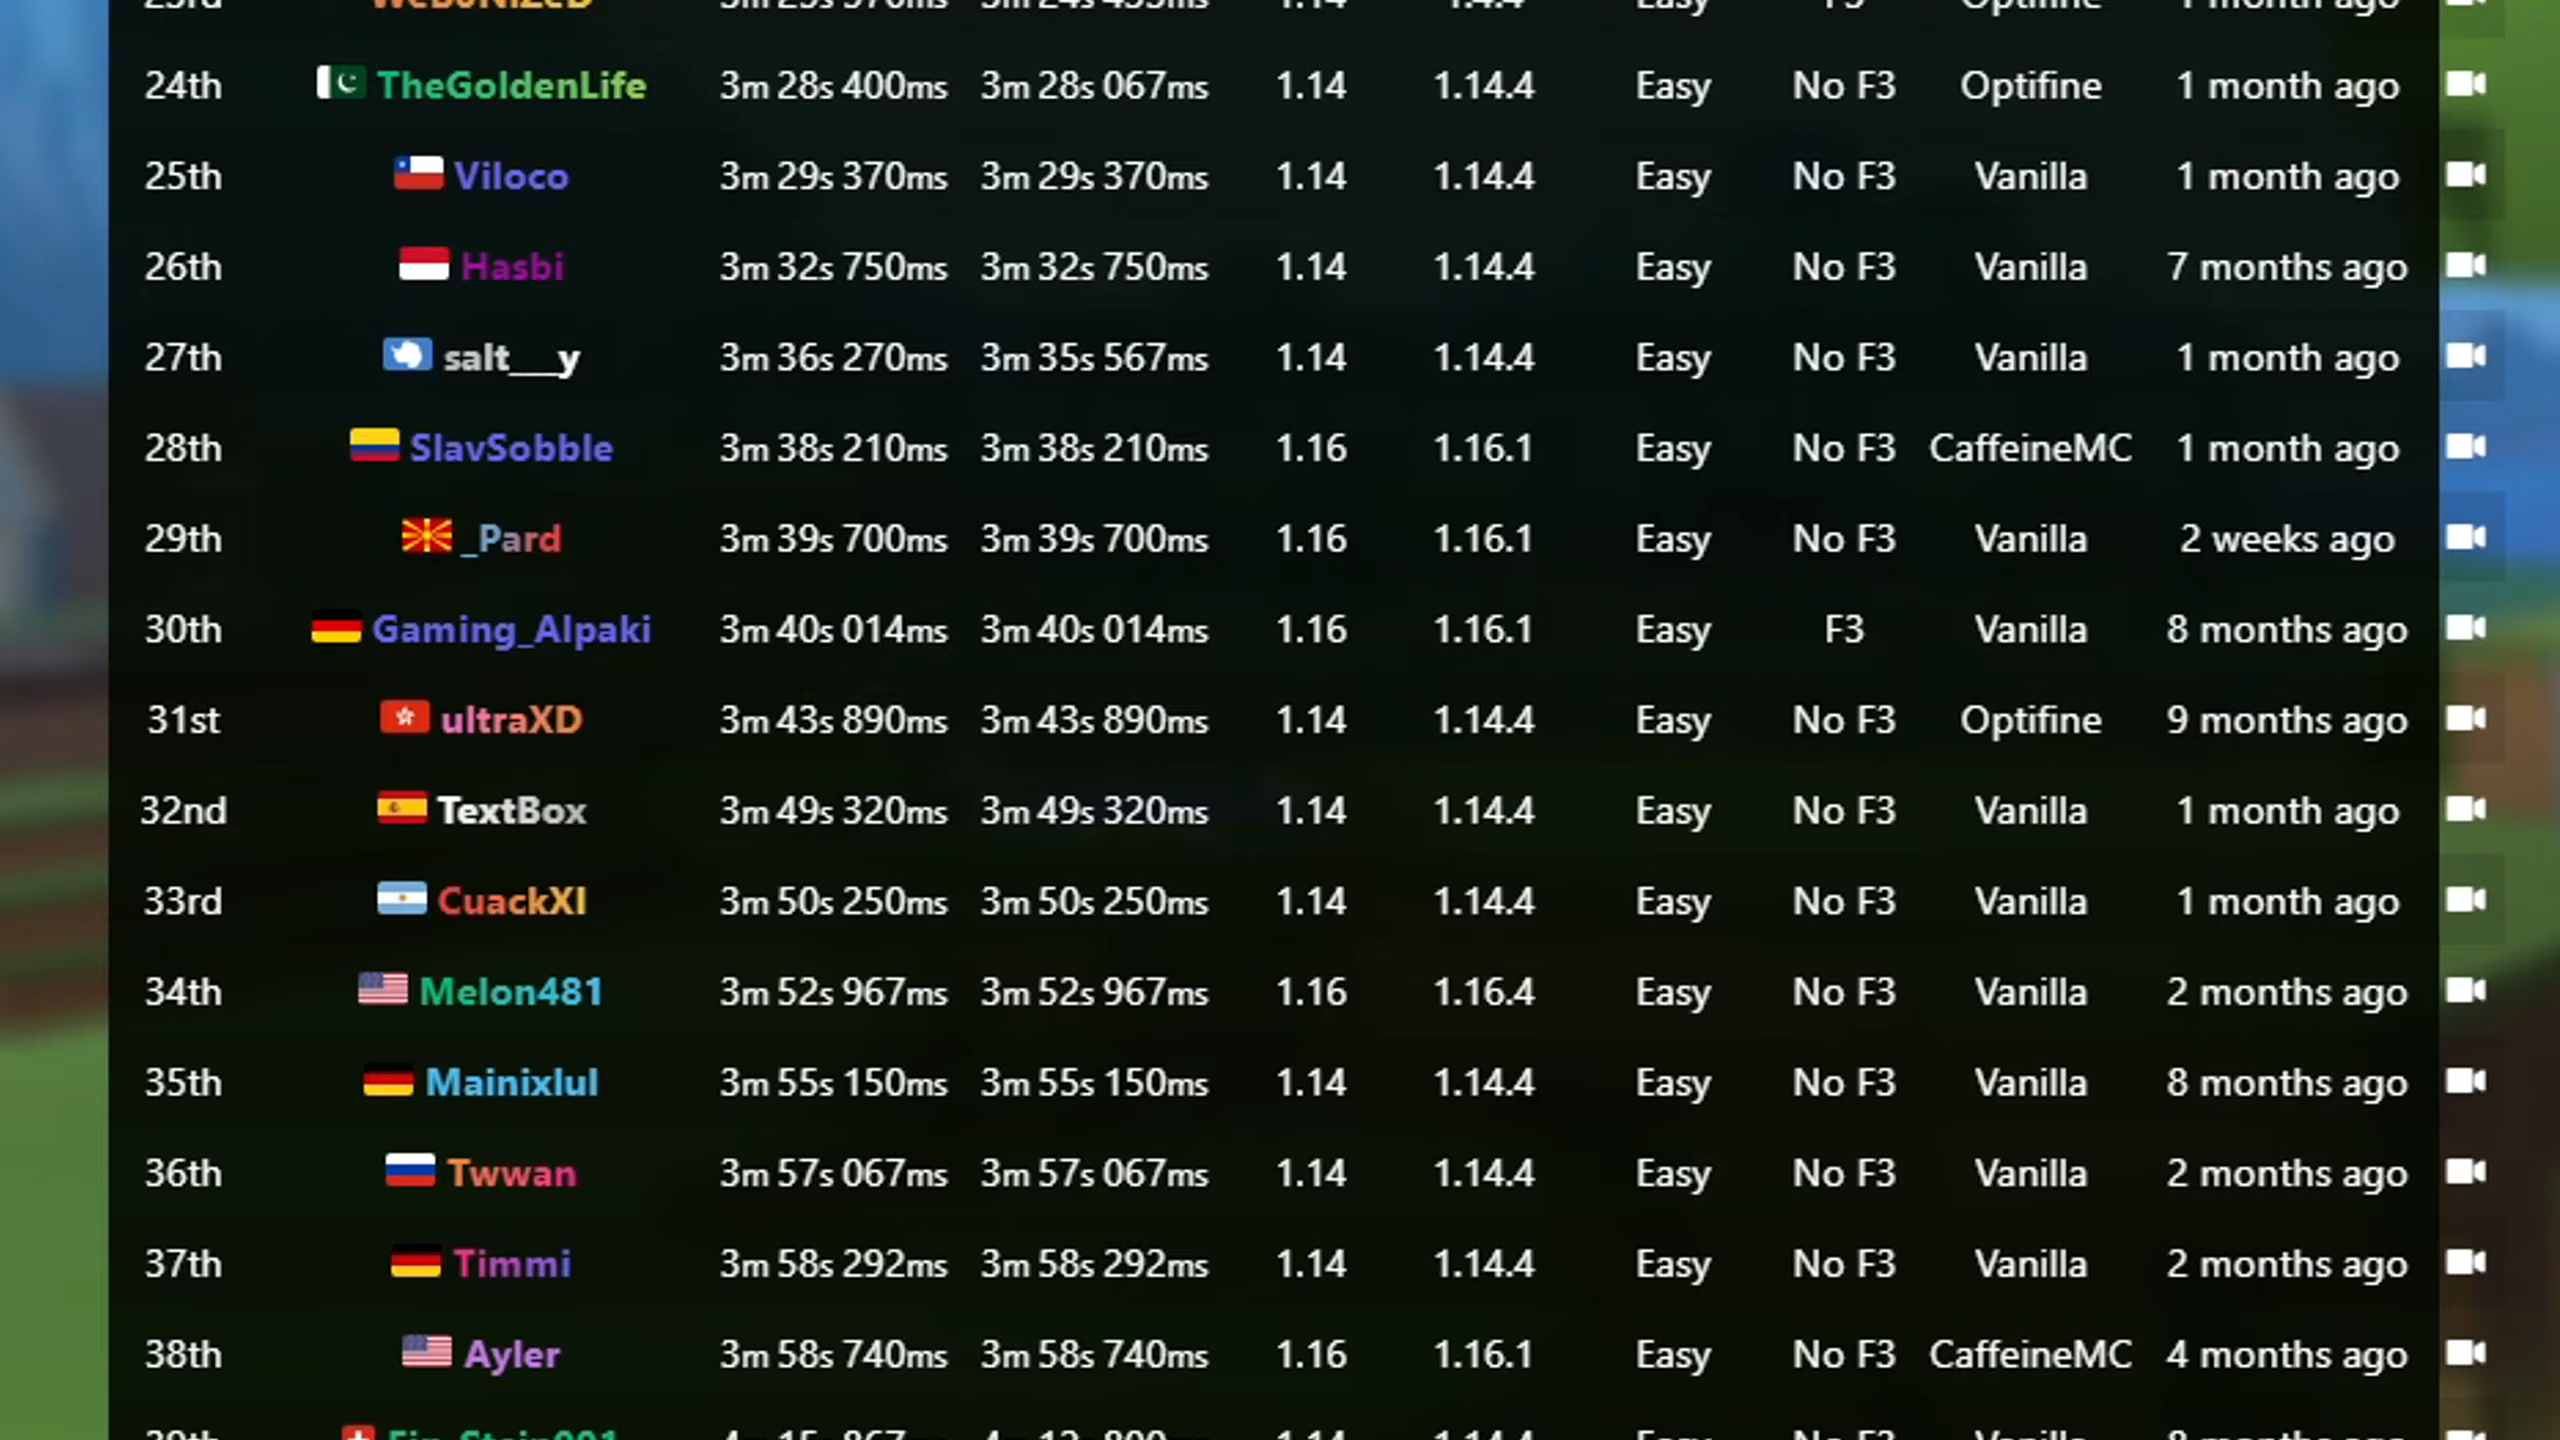 24th TheGoldenLife 3m 28s 400ms 3m 28s 067ms 1.14 1.14.4 Easy No F3 Optifine 1 month ago
25th Viloco 3m 29s 370ms 3m 29s 370ms 1.14 1.14.4 Easy No F3 Vanilla 1 month ago
26th Hasbi 3m 32s 750ms 3m 32s 750ms 1.14 1.14.4 Easy No F3 Vanilla 7 months ago
27th salt___y 3m 36s 270ms 3m 35s 567ms 1.14 1.14.4 Easy No F3 Vanilla 1 month ago
28th SlavSobble 3m 38s 210ms 3m 38s 210ms 1.16 1.16.1 Easy No F3 CaffeineMC 1 month ago
29th _Pard 3m 39s 700ms 3m 39s 700ms 1.16 1.16.1 Easy No F3 Vanilla 2 weeks ago
30th Gaming_Alpaki 3m 40s 014ms 3m 40s 014ms 1.16 1.16.1 Easy F3 Vanilla 8 months ago
31st ultraXD 3m 43s 890ms 3m 43s 890ms 1.14 1.14.4 Easy No F3 Optifine 9 months ago
32nd TextBox 3m 49s 320ms 3m 49s 320ms 1.14 1.14.4 Easy No F3 Vanilla 1 month ago
33rd CuackXI 3m 50s 250ms 3m 50s 250ms 1.14 1.14.4 Easy No F3 Vanilla 1 month ago
34th Melon481 3m 52s 967ms 3m 52s 967ms 1.16 1.16.4 Easy No F3 Vanilla 2 months ago
35th Mainixlul 3m 55s 150ms 3m 55s 150ms 1.14 1.14.4 Easy No F3 Vanilla 8 months ago
36th Twwan 3m 57s 067ms 3m 57s 067ms 1.14 1.14.4 Easy No F3 Vanilla 2 months ago
37th Timmi 3m 58s 292ms 3m 58s 292ms 1.14 1.14.4 Easy No F3 Vanilla 2 months ago
38th Ayler 3m 58s 740ms 3m 58s 740ms 1.16 1.16.1 Easy No F3 CaffeineMC 4 months ago